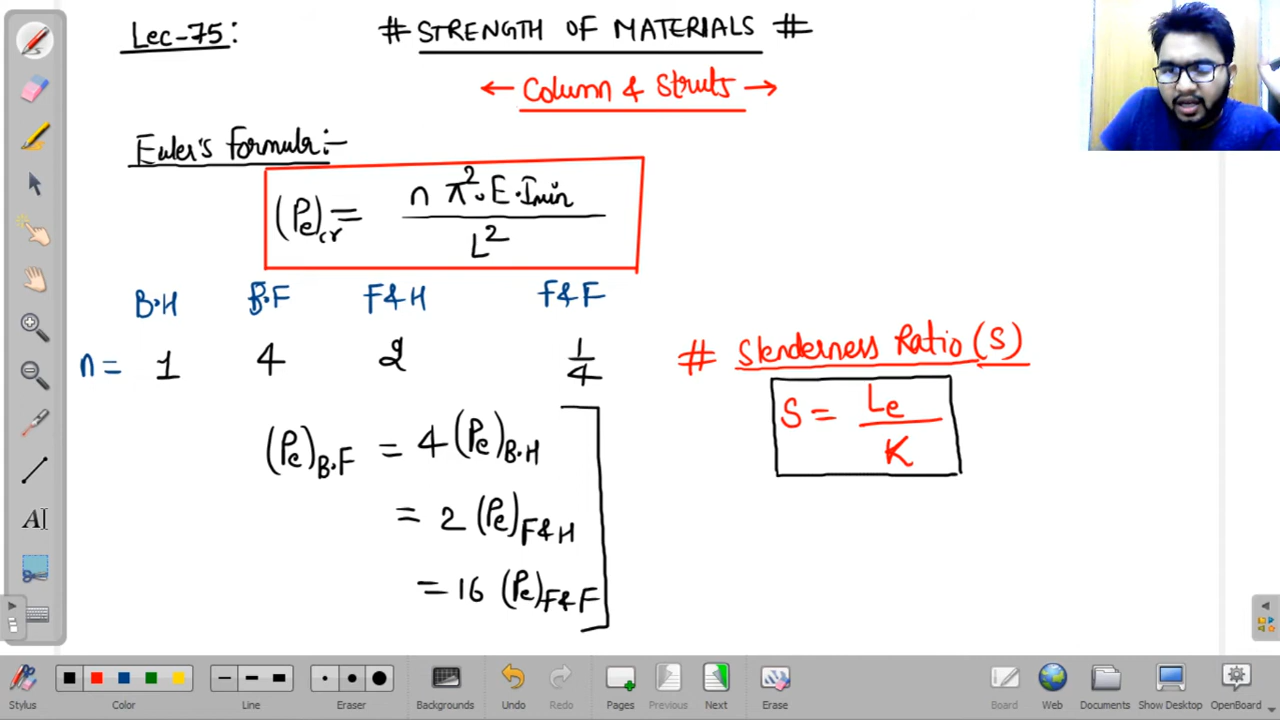 Lec-75:
# STRENGTH OF MATERIALS #
← Column & Struts →
Euler's Formula:-
(Pe)cr = n π². E. Imin / L²
B.H B.F F&H F&F
n = 1 4 2 1/4
(Pe)B.F = 4 (Pe)B.H
= 2 (Pe)F&H
= 16 (Pe)F&F
# Slenderness Ratio (S)
S = Le / K
Stylus
Color
Line
Eraser
Backgrounds
Undo
Redo
Pages
Previous
Next
Erase
Board
Web
Documents
Show Desktop
OpenBoard